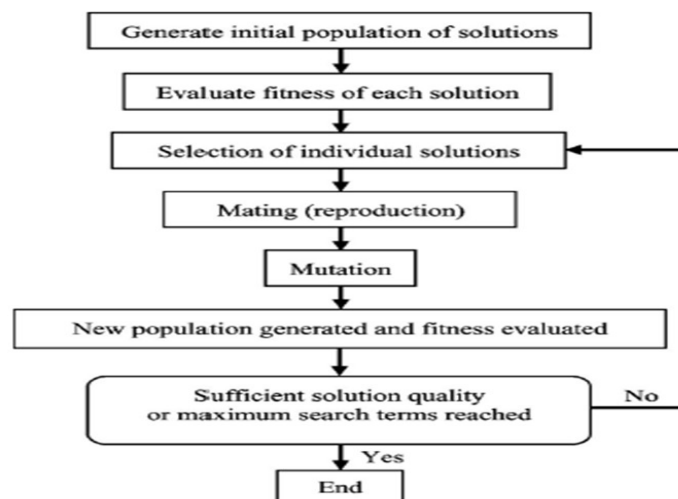 Generate initial population of solutions
Evaluate fitness of each solution
Selection of individual solutions
Mating (reproduction)
Mutation
New population generated and fitness evaluated
Sufficient solution quality
or maximum search terms reached
No
Yes
End